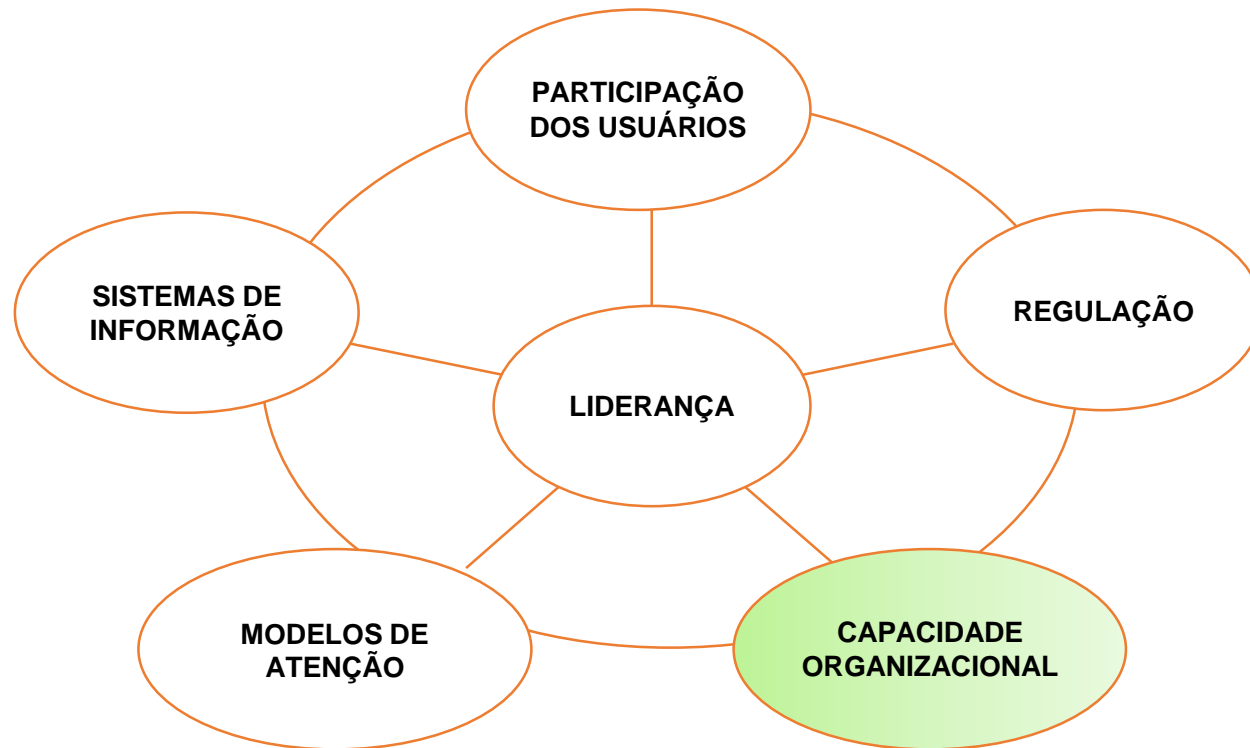 PARTICIPAÇÃO
DOS USUÁRIOS
SISTEMAS DE
INFORMAÇÃO
REGULAÇÃO
LIDERANÇA
MODELOS DE
ATENÇÃO
CAPACIDADE
ORGANIZACIONAL